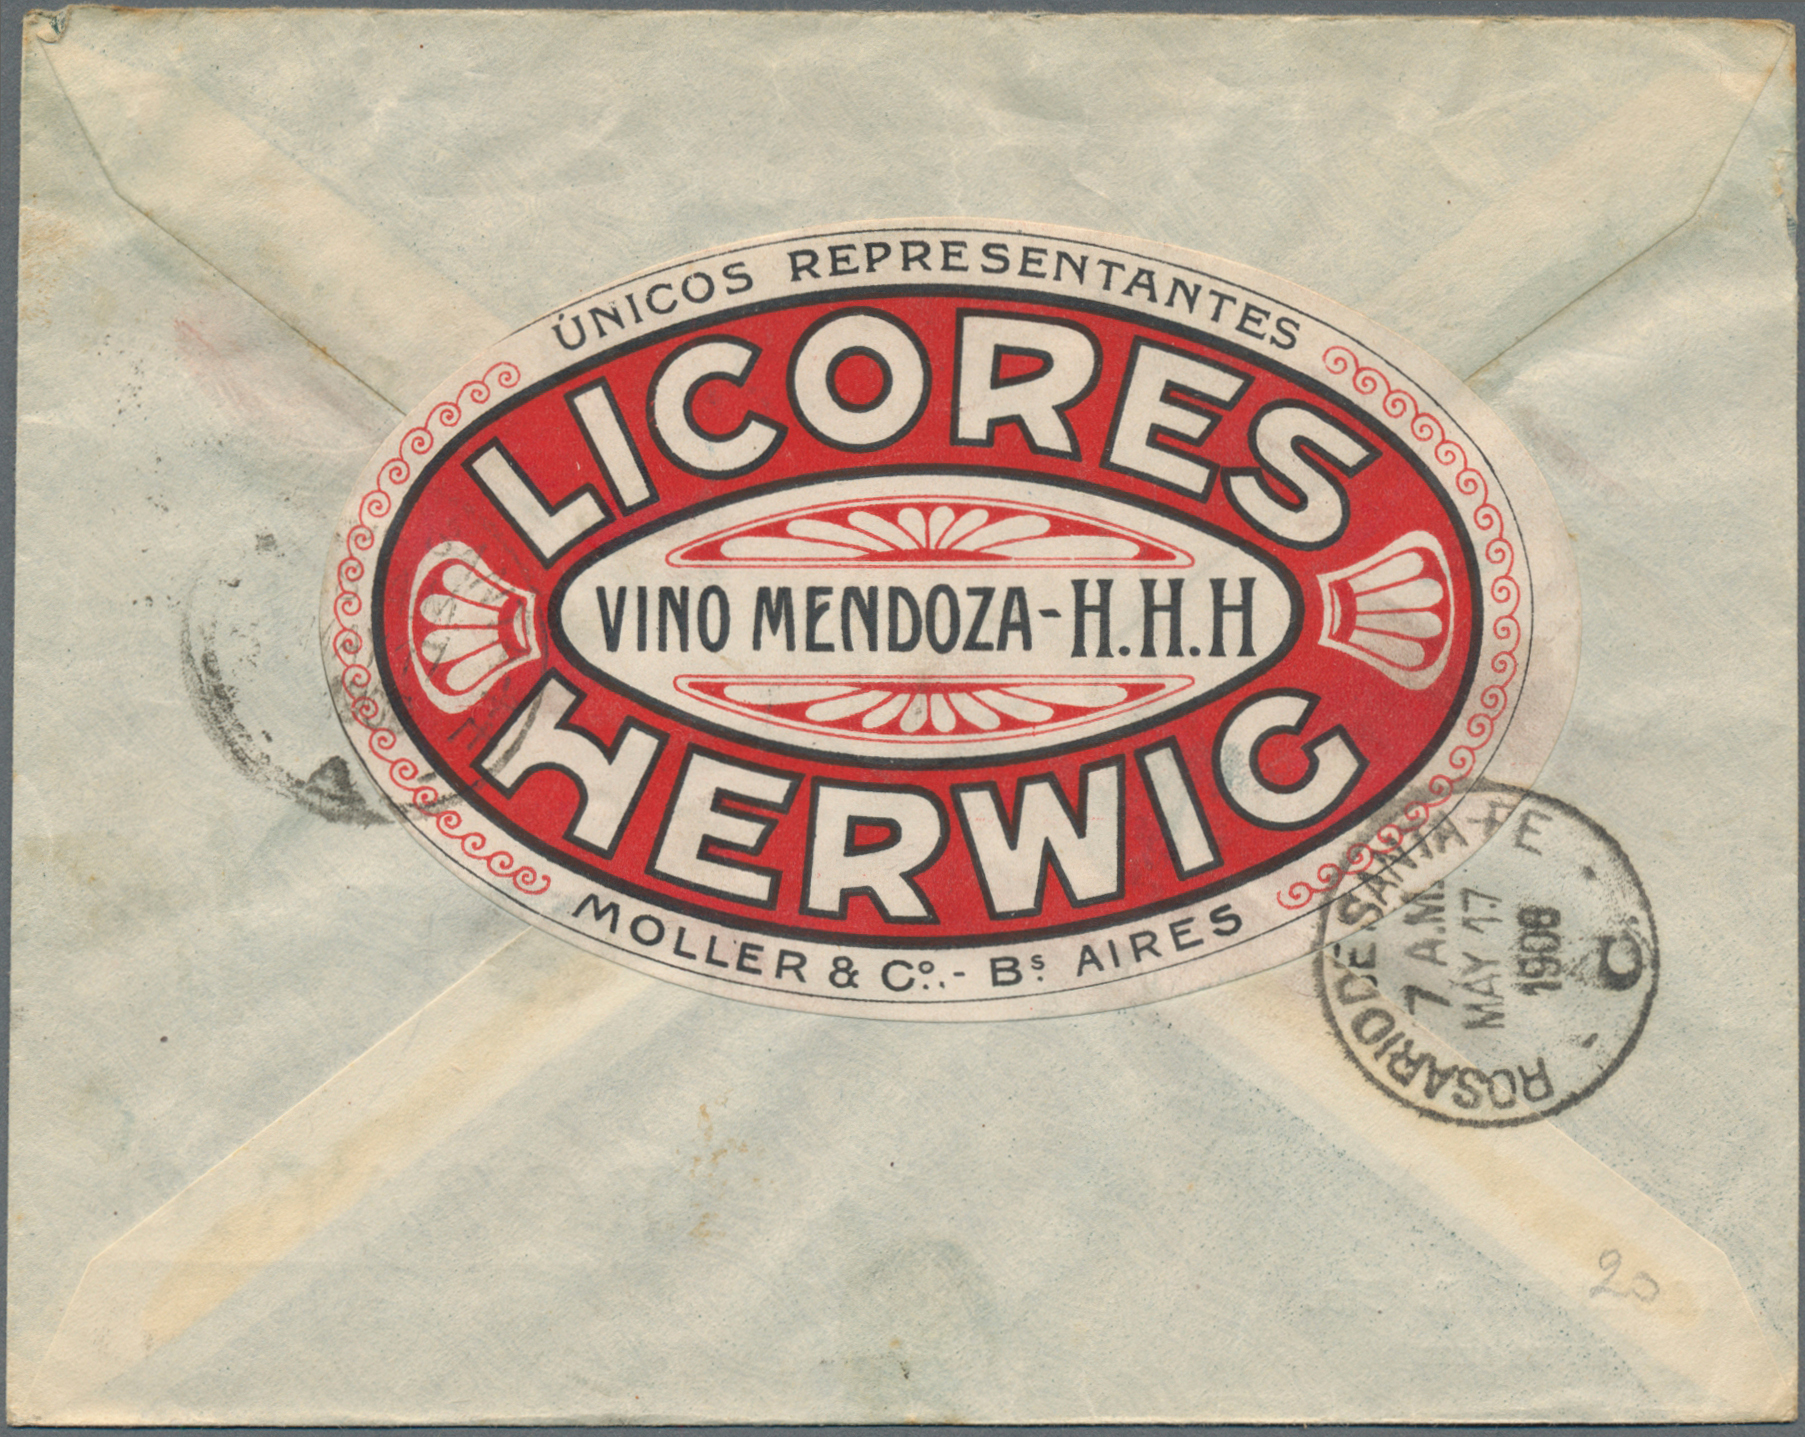 ÚNICOS REPRESENTANTES
LICORES
VINO MENDOZA-H.H.H
HERWIG
MOLLER & Cº.- Bˢ. AIRES
ROSARIO DE SANTA FE
7 A.M.
MAY 17
1908
C
20